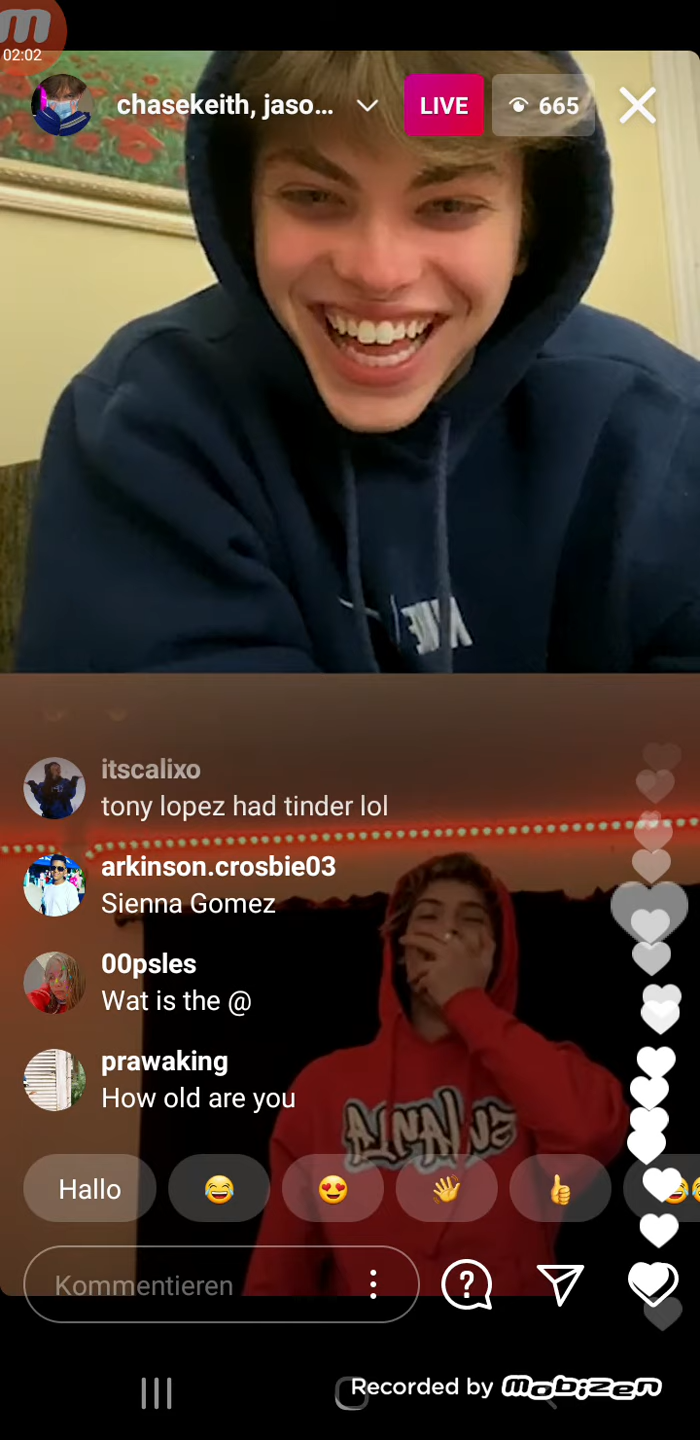 02:02
chasekeith, jaso...
LIVE
665
itscalixo
tony lopez had tinder lol
arkinson.crosbie03
Sienna Gomez
00psles
Wat is the @
prawaking
How old are you
Hallo
Kommentieren
Recorded by mobizen